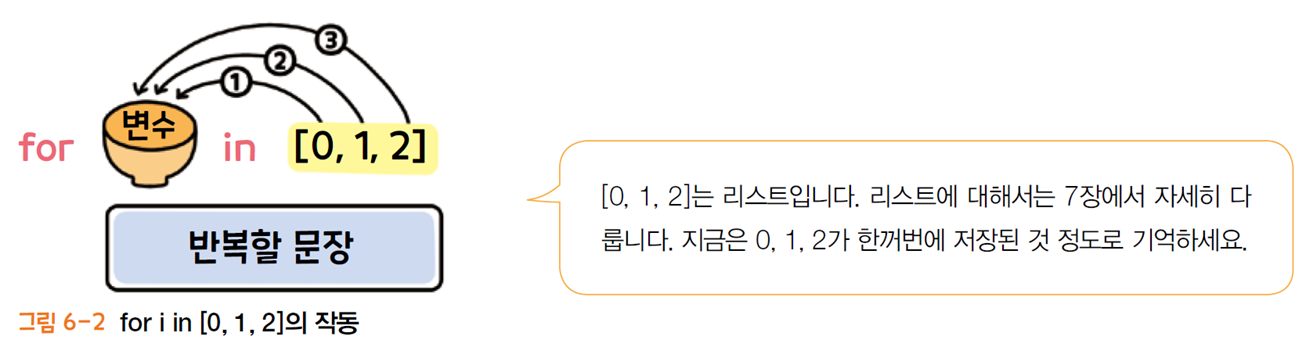 ③
②
①
for 변수 in [0, 1, 2]
반복할 문장
그림 6-2 for i in [0, 1, 2]의 작동
[0, 1, 2]는 리스트입니다. 리스트에 대해서는 7장에서 자세히 다
룹니다. 지금은 0, 1, 2가 한꺼번에 저장된 것 정도로 기억하세요.